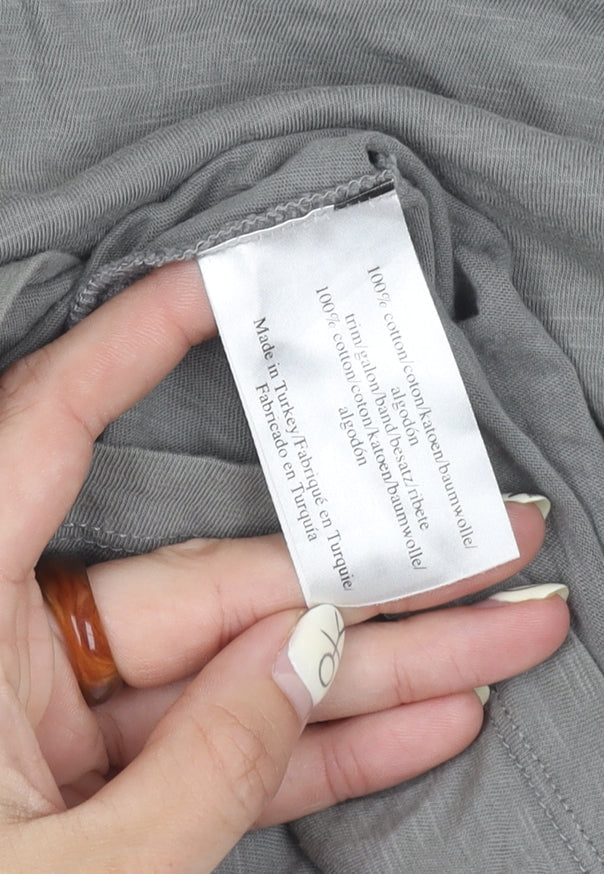 100% cotton/coton/katoen/baumwolle/
algodón
trim/galon/band/besatz/ribete
100% cotton/coton/katoen/baumwolle/
algodón
Made in Turkey/Fabriqué en Turquie/
Fabricado en Turquía